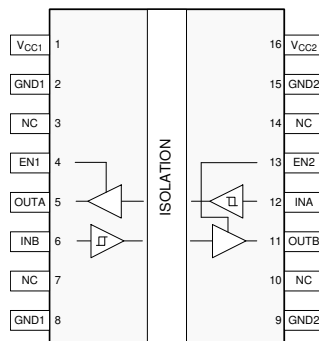 VCC1 1 16 VCC2
GND1 2 15 GND2
NC 3 14 NC
EN1 4 13 EN2
OUTA 5 12 INA
INB 6 11 OUTB
NC 7 10 NC
GND1 8 9 GND2
ISOLATION